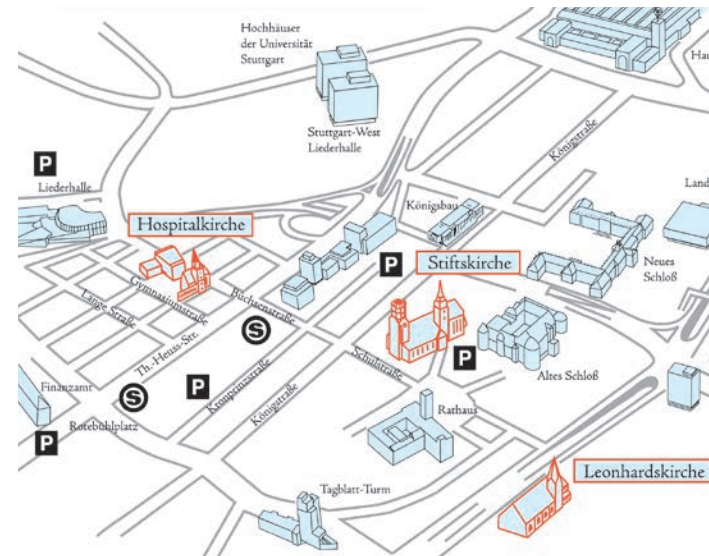 Hochhäuser
der Universität
Stuttgart
Stuttgart-West
Liederhalle
Königstraße
P
Liederhalle
Hospitalkirche
Königsbau
Land
Neues
Schloß
P
Stiftskirche
Gymnasiumstraße
Lange Straße
Büchsenstraße
S
Th.-Heuss-Str.
Schulstraße
P
Altes Schloß
Finanzamt
S
P
Kronprinzstraße
Königstraße
Rathaus
P
Rotebühlplatz
Leonhardskirche
Tagblatt-Turm